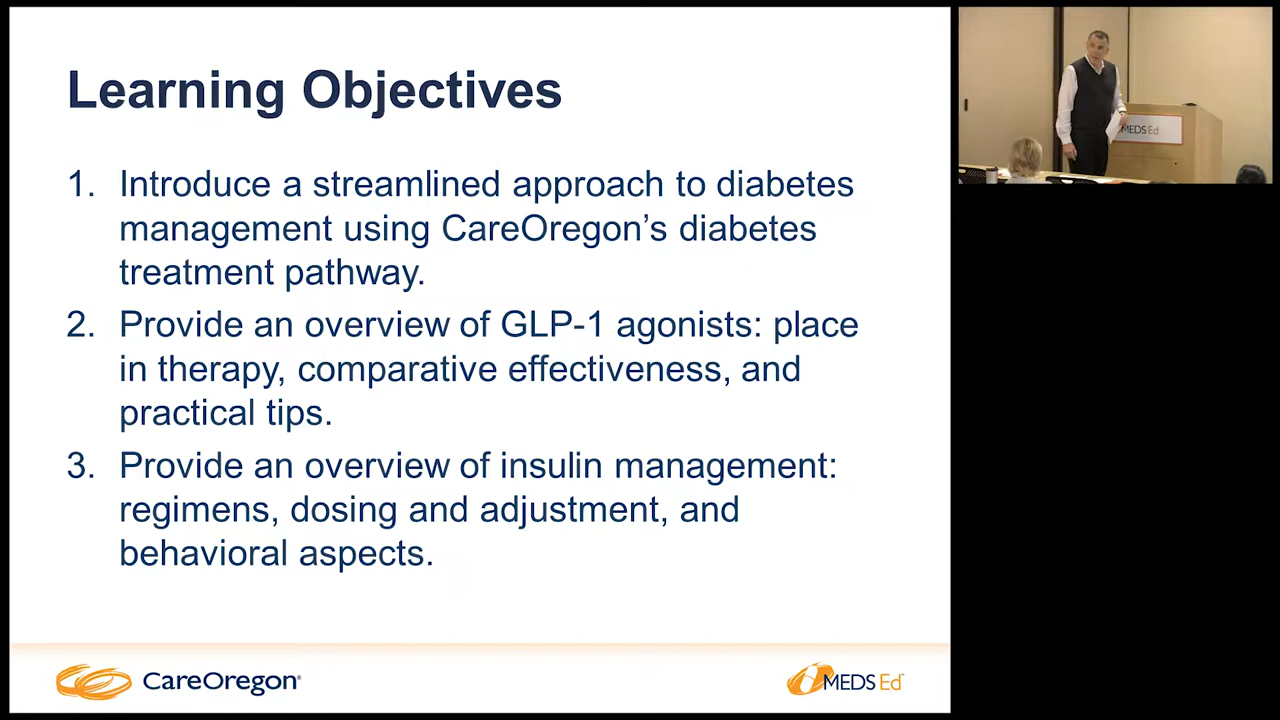 Learning Objectives
1. Introduce a streamlined approach to diabetes
management using CareOregon’s diabetes
treatment pathway.
2. Provide an overview of GLP-1 agonists: place
in therapy, comparative effectiveness, and
practical tips.
3. Provide an overview of insulin management:
regimens, dosing and adjustment, and
behavioral aspects.
CareOregon®
MEDS Ed
MEDS Ed